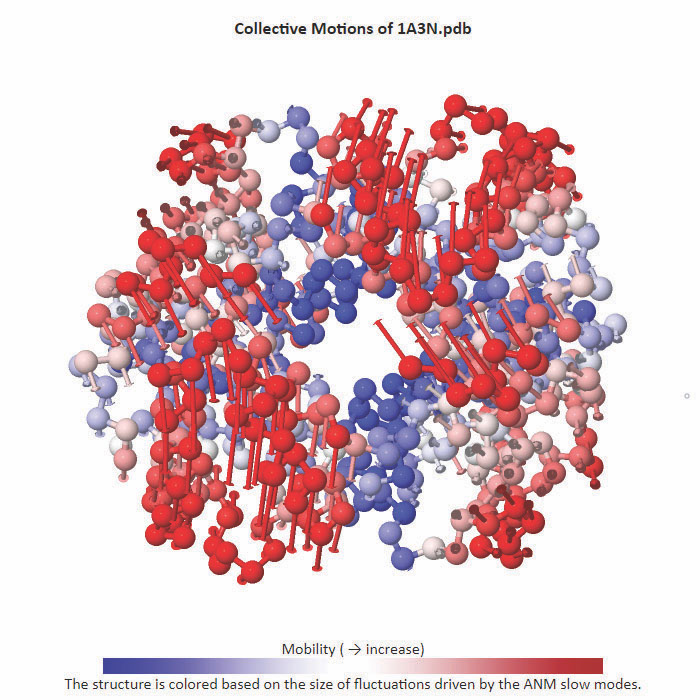 Collective Motions of 1A3N.pdb
Mobility ( → increase)
The structure is colored based on the size of fluctuations driven by the ANM slow modes.